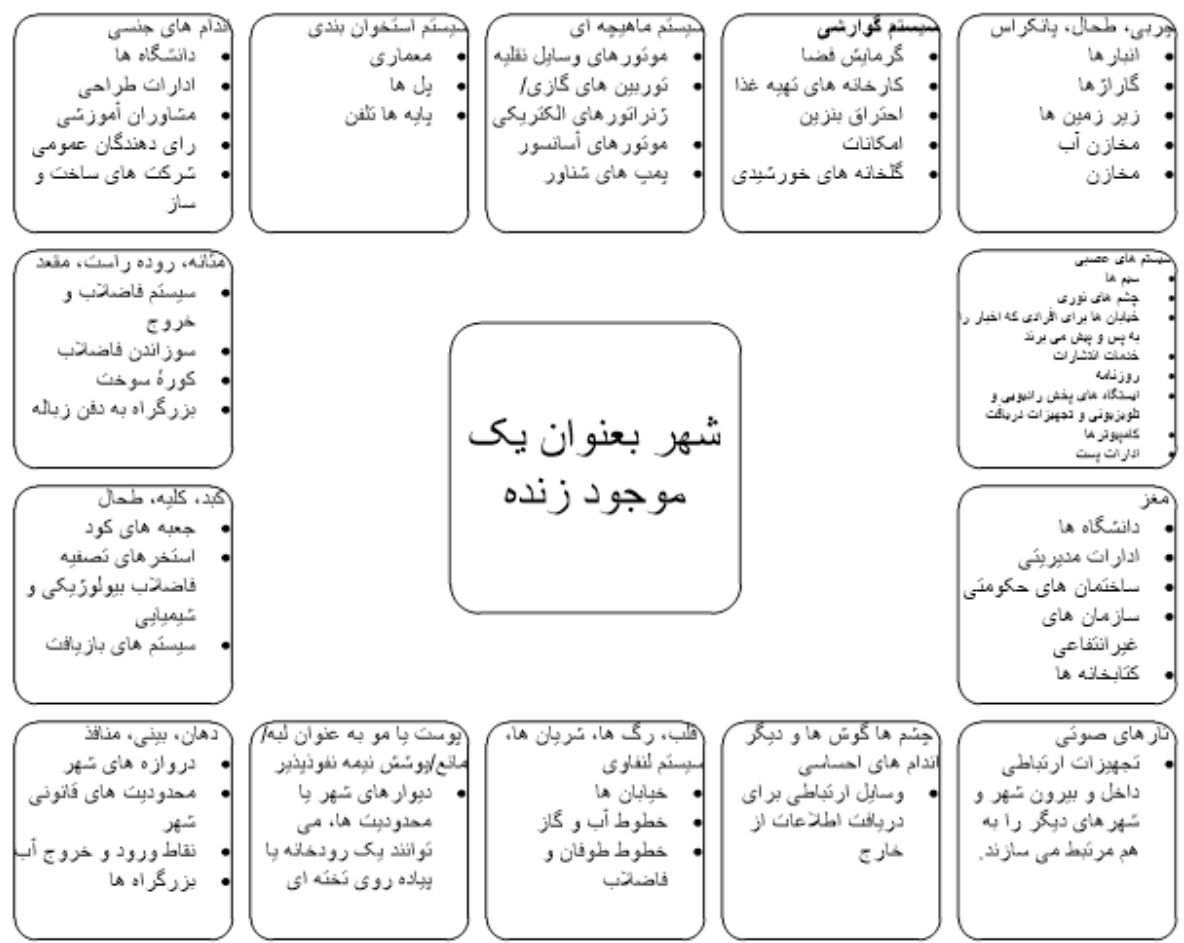 چربی، طحال، پانکراس
انبارها
گاراژها
زیر زمین ها
مخازن آب
مخازن
سیستم گوارشی
گرمایش فضا
کارخانه های تهیه غذا
احتراق بنزین
امکانات
گلخانه های خورشیدی
سیستم ماهیچه ای
موتورهای وسایل نقلیه
توربین های گازی/
ژنراتورهای الکتریکی
موتورهای آسانسور
پمپ های شناور
سیستم استخوان بندی
معماری
پل ها
پایه ها تلفن
اندام های جنسی
دانشگاه ها
ادارات طراحی
مشاوران آموزشی
رای دهندگان عمومی
شرکت های ساخت و
ساز
سیستم های عصبی
سیم ها
چشم های نوری
خیابان ها برای افرادی که اخبار را
به پس و پیش می برند
خدمات انتشارات
روزنامه
ایستگاه های پخش رادیویی و
تلویزیونی و تجهیزات دریافت
کامپیوترها
ادارات پست
مثانه، روده راست، مقعد
سیستم فاضلاب و
خروج
سوزاندن فاضلاب
کورهٔ سوخت
بزرگراه به دفن زباله
شهر بعنوان یک
موجود زنده
مغز
دانشگاه ها
ادارات مدیریتی
ساختمان های حکومتی
سازمان های
غیرانتفاعی
کتابخانه ها
کبد، کلیه، طحال
جعبه های کود
استخرهای تصفیه
فاضلاب بیولوژیکی و
شیمیایی
سیستم های بازیافت
تارهای صوتی
تجهیزات ارتباطی
داخل و بیرون شهر و
شهرهای دیگر را به
هم مرتبط می سازند.
چشم ها گوش ها و دیگر
اندام های احساسی
وسایل ارتباطی برای
دریافت اطلاعات از
خارج
قلب، رگ ها، شریان ها،
سیستم لنفاوی
خیابان ها
خطوط آب و گاز
خطوط طوفان و
فاضلاب
پوست یا مو به عنوان لبه/
مانع/پوشش نیمه نفوذپذیر
دیوارهای شهر یا
محدودیت ها، می
توانند یک رودخانه یا
پیاده روی تخته ای
دهان، بینی، منافذ
دروازه های شهر
محدودیت های قانونی
شهر
نقاط ورود و خروج آب
بزرگراه ها